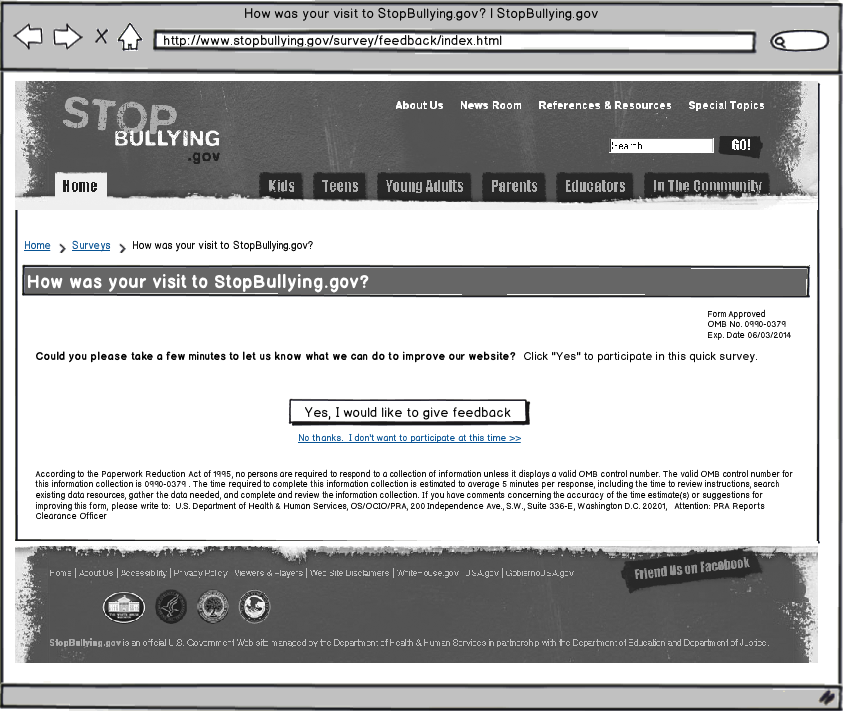 How was your visit to StopBullying.gov? | StopBullying.gov
http://www.stopbullying.gov/survey/feedback/index.html
STOP
BULLYING
.gov
About Us News Room References & Resources Special Topics
Search GO!
Home Kids Teens Young Adults Parents Educators In The Community
Home Surveys How was your visit to StopBullying.gov?
How was your visit to StopBullying.gov?
Form Approved
OMB No. 0990-0379
Exp. Date 06/03/2014
Could you please take a few minutes to let us know what we can do to improve our website? Click "Yes" to participate in this quick survey.
Yes, I would like to give feedback
No thanks. I don't want to participate at this time >>
According to the Paperwork Reduction Act of 1995, no persons are required to respond to a collection of information unless it displays a valid OMB control number. The valid OMB control number for
this information collection is 0990-0379 . The time required to complete this information collection is estimated to average 5 minutes per response, including the time to review instructions, search
existing data resources, gather the data needed, and complete and review the information collection. If you have comments concerning the accuracy of the time estimate(s) or suggestions for
improving this form, please write to: U.S. Department of Health & Human Services, OS/OCIO/PRA, 200 Independence Ave., S.W., Suite 336-E, Washington D.C. 20201, Attention: PRA Reports
Clearance Officer
Friend Us on Facebook
Home | About Us | Accessibility | Privacy Policy Viewers & Players | Web Site Disclaimers | WhiteHouse.gov USA.gov | GobiernoUSA.gov
StopBullying.gov is an official U.S. Government Web site managed by the Department of Health & Human Services in partnership with the Department of Education and Department of Justice.